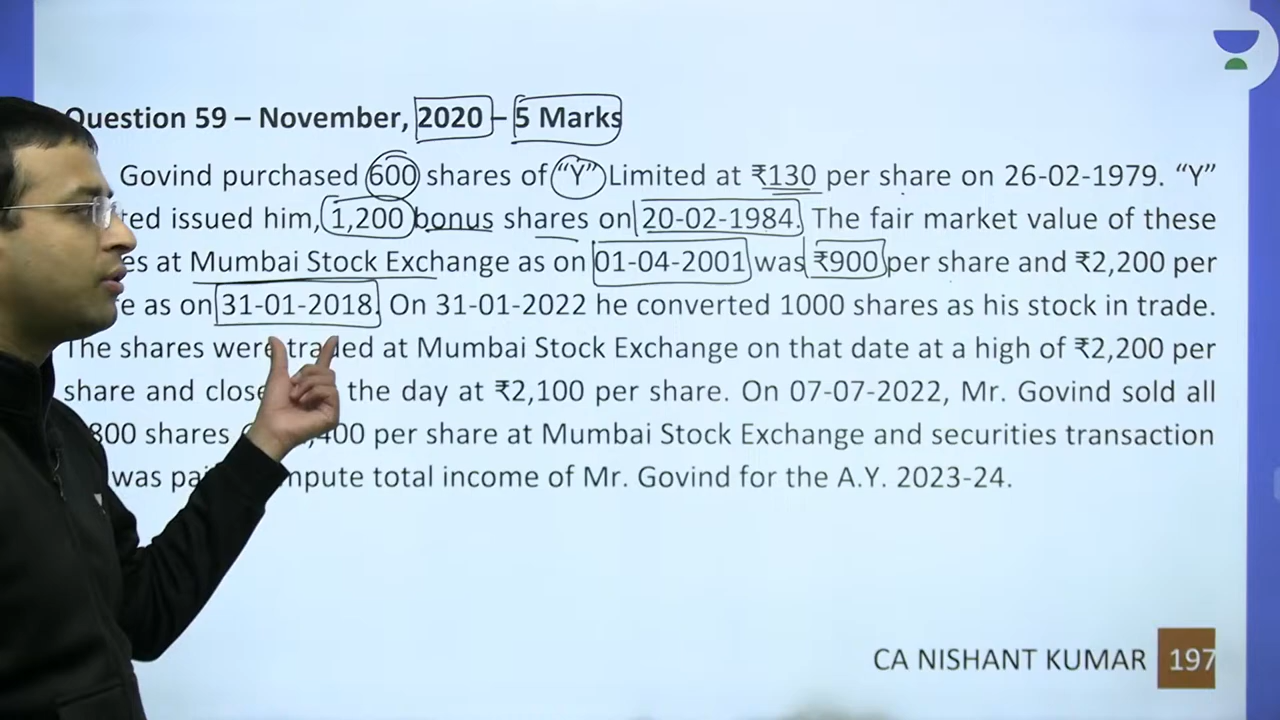 Question 59 – November, 2020 – 5 Marks
Govind purchased 600 shares of “Y” Limited at ₹130 per share on 26-02-1979. “Y”
ted issued him, 1,200 bonus shares on 20-02-1984. The fair market value of these
es at Mumbai Stock Exchange as on 01-04-2001 was ₹900 per share and ₹2,200 per
e as on 31-01-2018. On 31-01-2022 he converted 1000 shares as his stock in trade.
The shares were traded at Mumbai Stock Exchange on that date at a high of ₹2,200 per
share and close the day at ₹2,100 per share. On 07-07-2022, Mr. Govind sold all
800 shares 400 per share at Mumbai Stock Exchange and securities transaction
was pai mpute total income of Mr. Govind for the A.Y. 2023-24.
CA NISHANT KUMAR 197